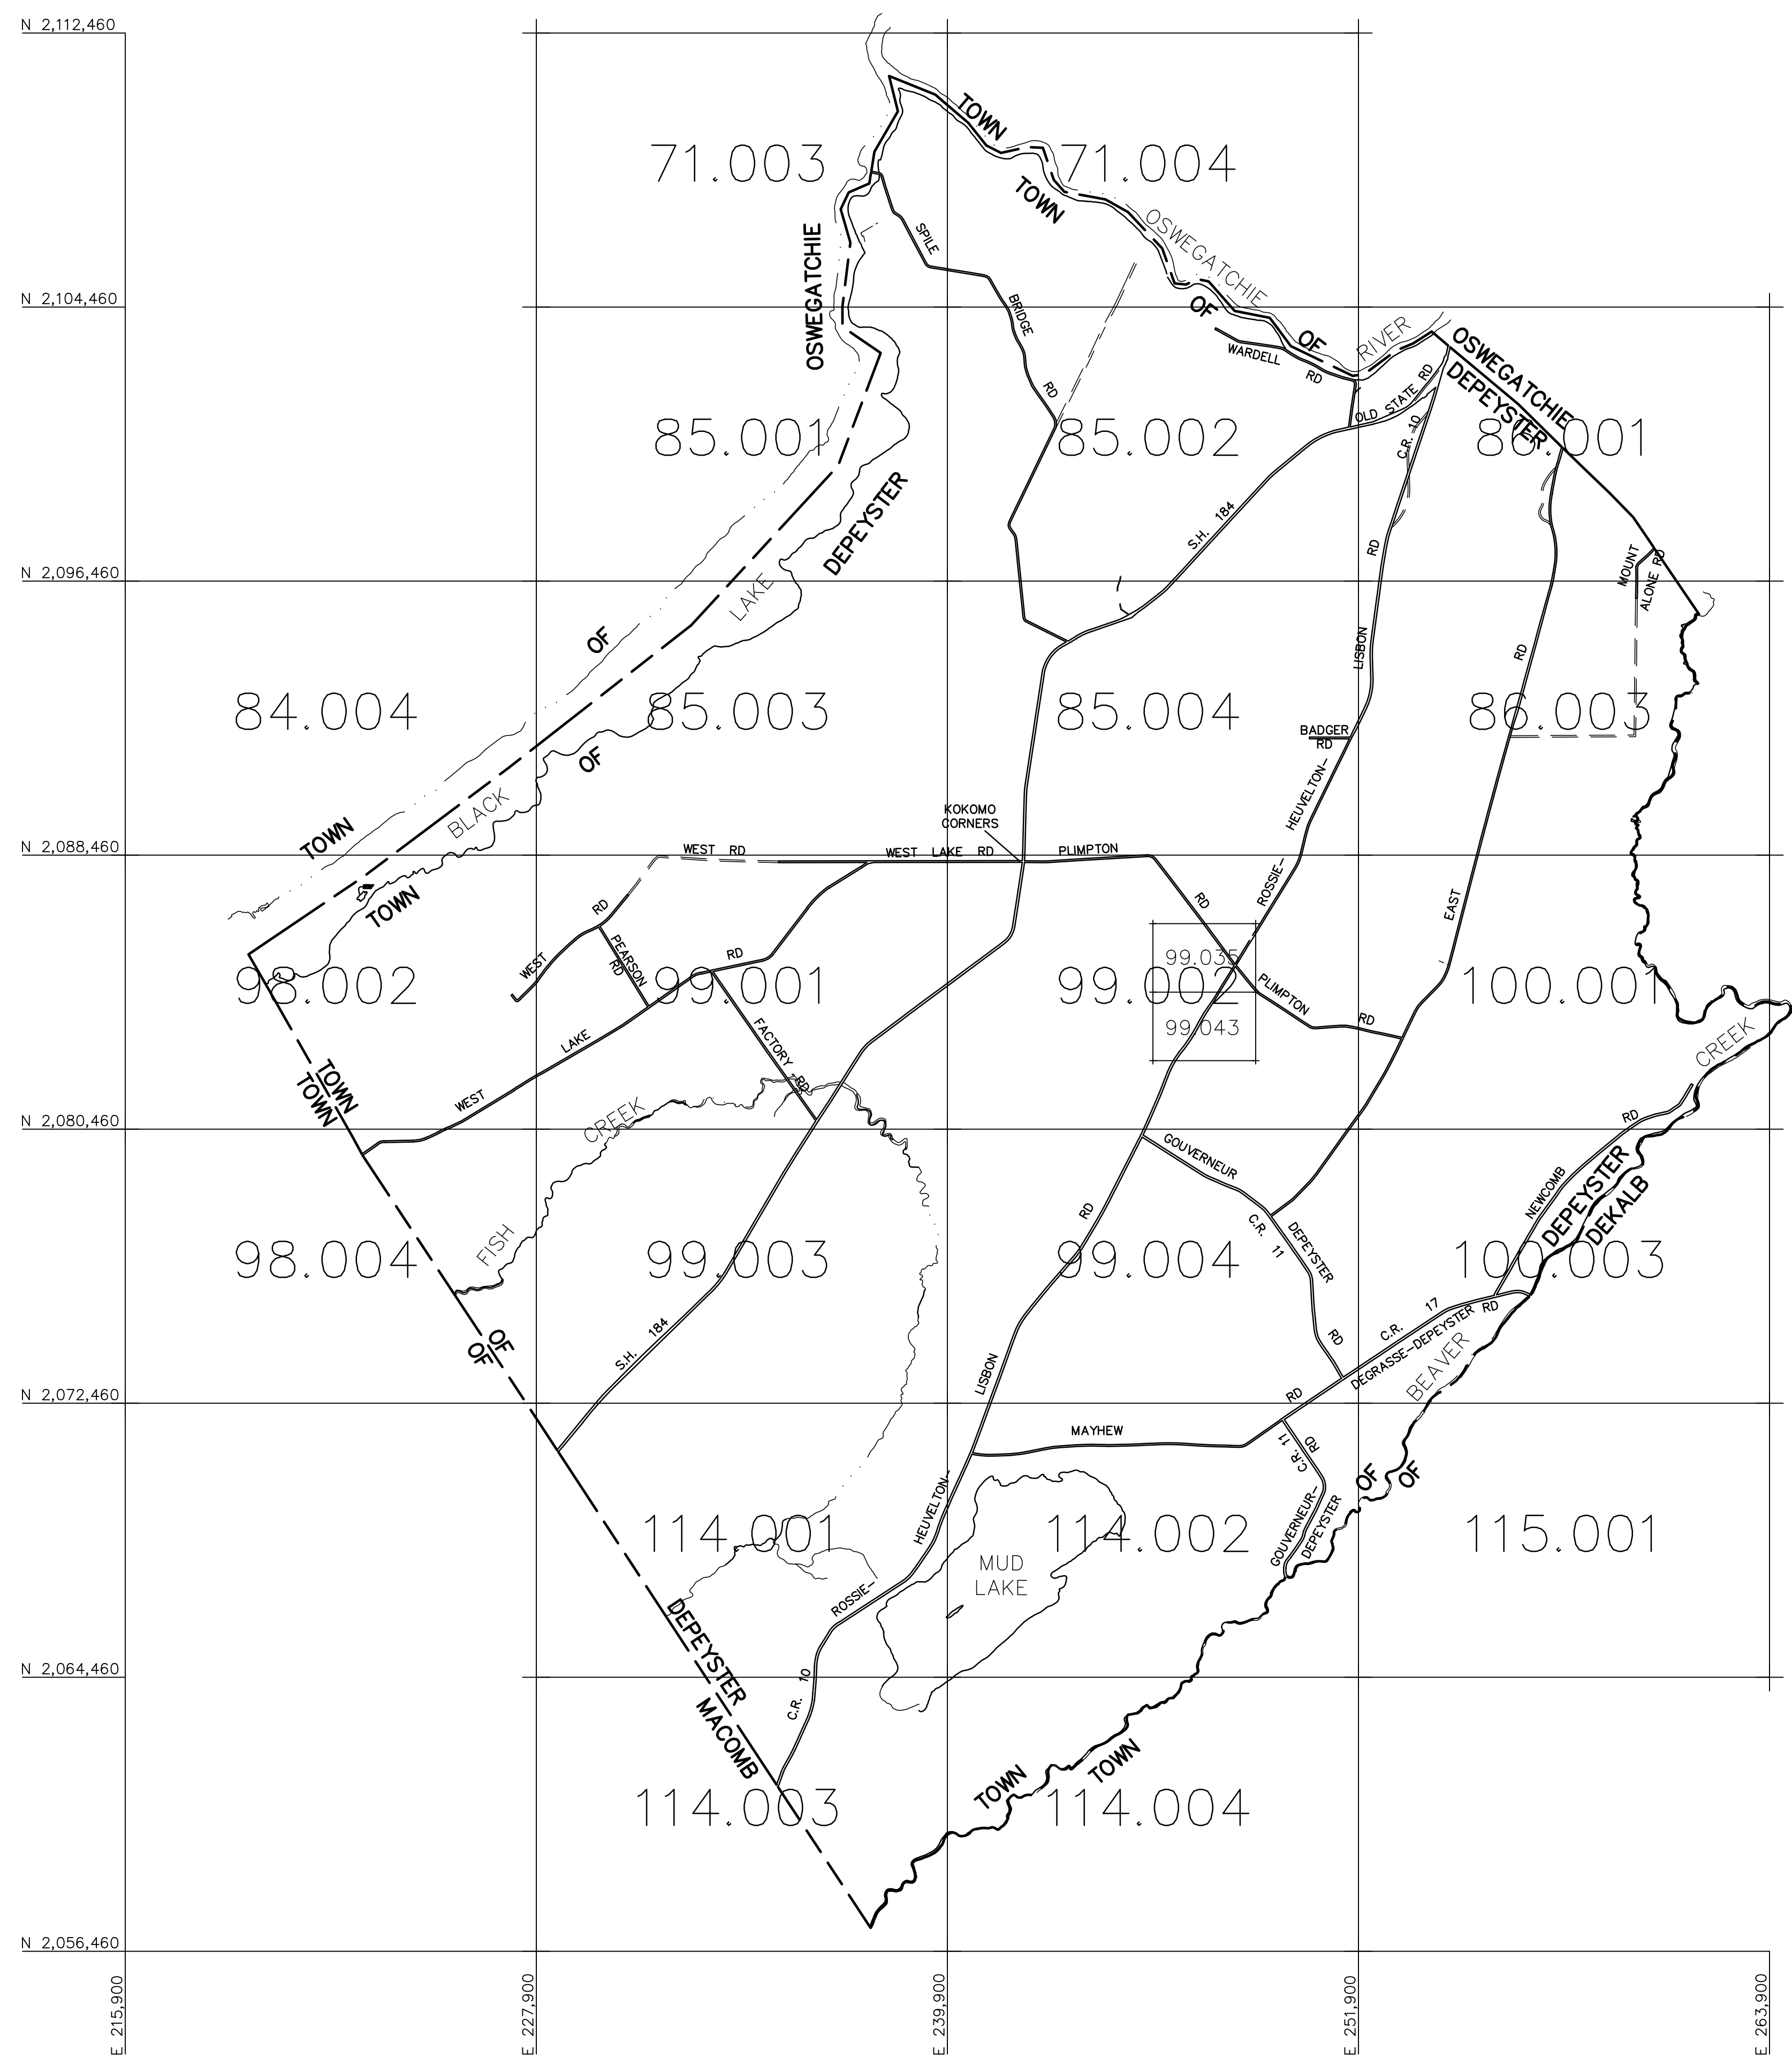 N 2,112,460
TOWN
71.003
71.004
TOWN
OSWEGATCHIE
OSWEGATCHIE
SPILE
BRIDGE
RD
N 2,104,460
OF
OF
RIVER
WARDELL
RD
OSWEGATCHIE
DEPEYSTER
OLD STATE RD
C.R. 10
85.001
85.002
86.001
DEPEYSTER
S.H. 184
RD
MOUNT
ALONE RD
N 2,096,460
LAKE
OF
LISBON
RD
84.004
85.003
85.004
86.003
BADGER
RD
OF
HEUVELTON-
BLACK
KOKOMO
CORNERS
TOWN
N 2,088,460
WEST RD
WEST LAKE RD
PLIMPTON
ROSSIE-
RD
EAST
TOWN
RD
PEARSON
RD
WEST
RD
99.035
98.002
99.001
99.002
100.001
PLIMPTON
RD
99.043
FACTORY RD
LAKE
CREEK
TOWN
TOWN
WEST
CREEK
N 2,080,460
RD
GOUVERNEUR
NEWCOMB
DEPEYSTER
DEKALB
RD
C.R. 11
DEPEYSTER
RD
FISH
98.004
99.003
99.004
100.003
S.H. 184
C.R. 17
DEGRASSE-DEPEYSTER RD
BEAVER
OF
OF
LISBON
RD
N 2,072,460
MAYHEW
C.R. 11
RD
OF
OF
HEUVELTON-
GOUVERNEUR-
DEPEYSTER
114.001
114.002
115.001
MUD
LAKE
ROSSIE-
DEPEYSTER
MACOMB
N 2,064,460
C.R. 10
TOWN
TOWN
114.003
114.004
N 2,056,460
E 215,900
E 227,900
E 239,900
E 251,900
E 263,900